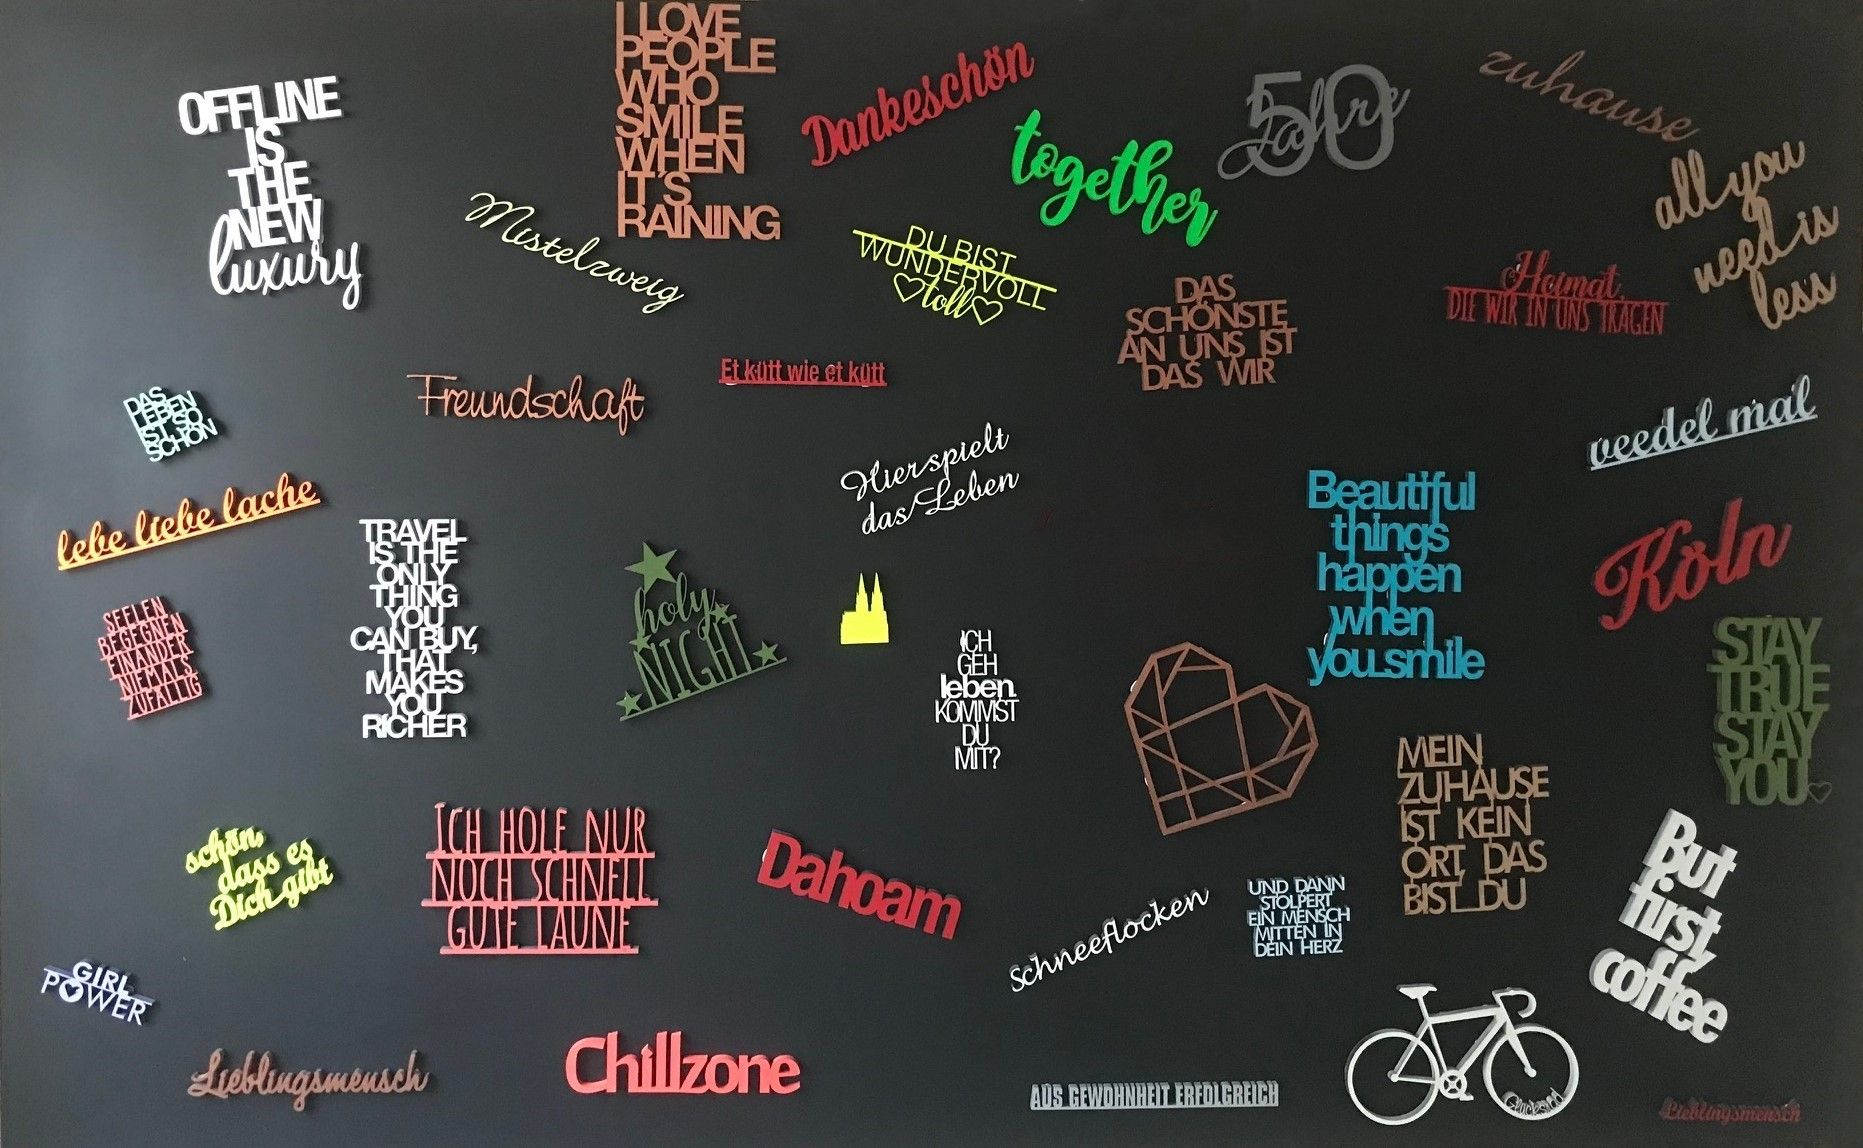 OFFLINE
IS
THE
NEW
luxury
I LOVE
PEOPLE
WHO
SMILE
WHEN
IT'S
RAINING
Dankeschön
together
50
Jahre
zuhause
all you
need is
less
Mistelzweig
DU BIST
WUNDERVOLL
toll
DAS
SCHÖNSTE
AN UNS IST
DAS WIR
Heimat,
DIE WIR IN UNS TRAGEN
DAS
LEBEN
IST SO
SCHÖN
Freundschaft
Et kütt wie et kütt
veedel mal
lebe liebe lache
Hier spielt
das Leben
TRAVEL
IS THE
ONLY
THING
YOU
CAN BUY,
THAT
MAKES
YOU
RICHER
Beautiful
things
happen
when
you smile
Köln
SEELEN
BEGEGNEN
EINANDER
NIEMALS
ZUFÄLLIG
holy
NIGHT
ICH
GEH
leben.
KOMMST
DU
MIT?
STAY
TRUE
STAY
YOU
MEIN
ZUHAUSE
IST KEIN
ORT, DAS
BIST DU
schön,
dass es
Dich gibt
ICH HOLE NUR
NOCH SCHNELL
GUTE LAUNE
Dahoam
schneeflocken
UND DANN
STOLPERT
EIN MENSCH
MITTEN IN
DEIN HERZ
But
first,
coffee
GIRL
POWER
Lieblingsmensch
Chillzone
AUS GEWOHNHEIT ERFOLGREICH
Glücksrad
Lieblingsmensch